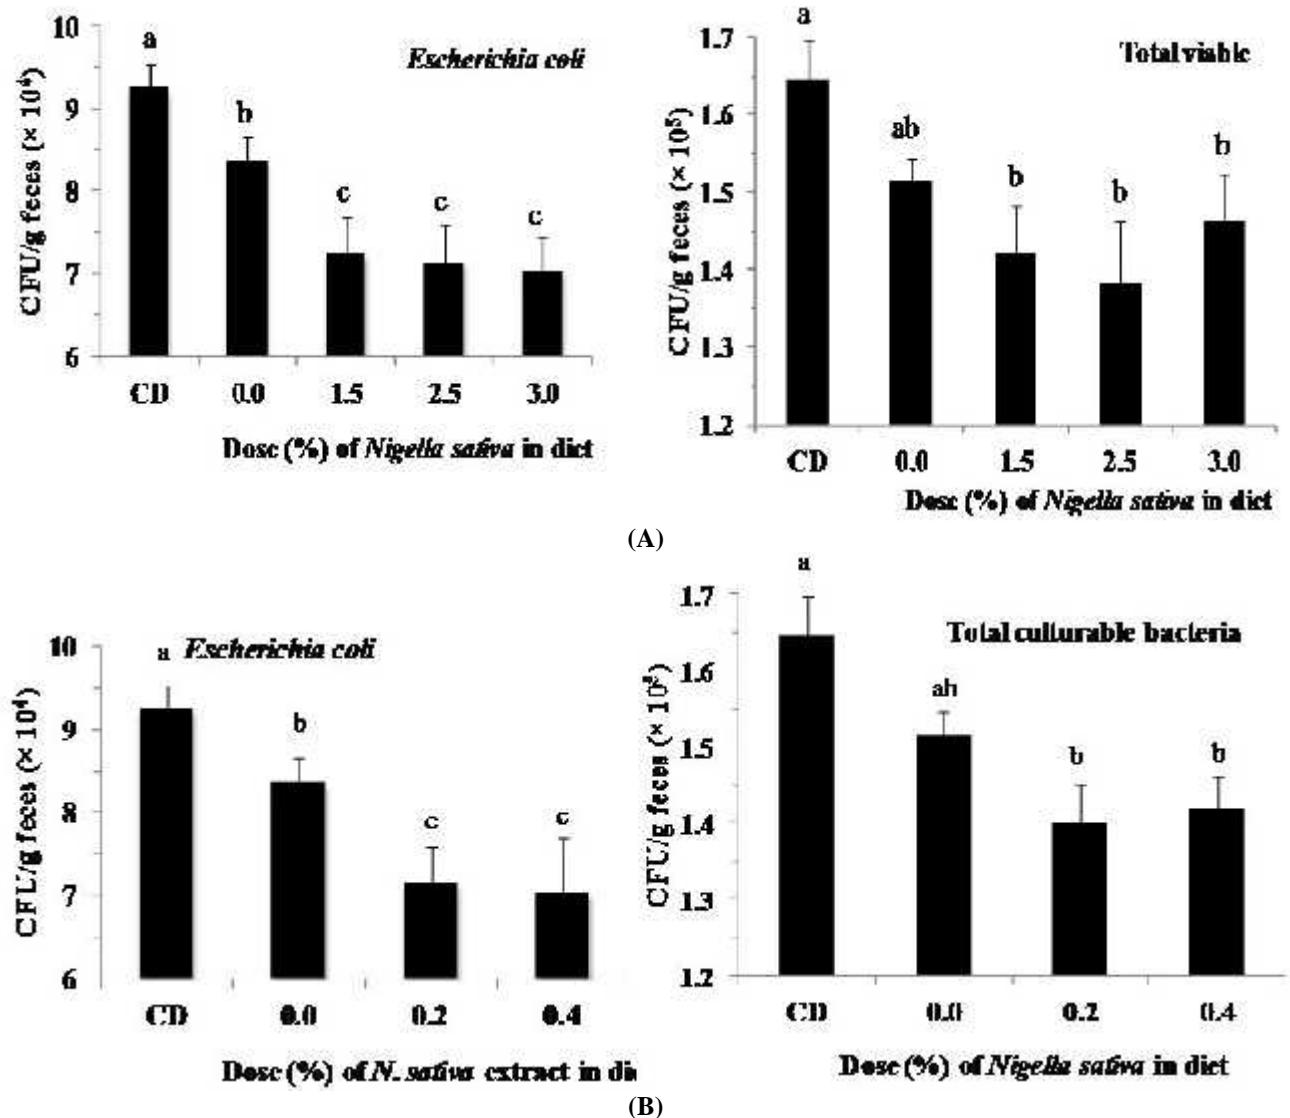 10
9
8
7
6
CFU/g feces (× 10⁴)
Escherichia coli
a
b
c
c
c
CD 0.0 1.5 2.5 3.0
Dose (%) of Nigella sativa in diet
1.7
1.6
1.5
1.4
1.3
1.2
CFU/g feces (× 10⁵)
Total viable
a
ab
b
b
b
CD 0.0 1.5 2.5 3.0
Dose (%) of Nigella sativa in diet
(A)
10
9
8
7
6
CFU/g feces (× 10⁴)
Escherichia coli
a
b
c
c
CD 0.0 0.2 0.4
Dose (%) of N. sativa extract in di
1.7
1.6
1.5
1.4
1.3
1.2
CFU/g feces (× 10⁵)
Total culturable bacteria
a
ab
b
b
CD 0.0 0.2 0.4
Dose (%) of Nigella sativa in diet
(B)